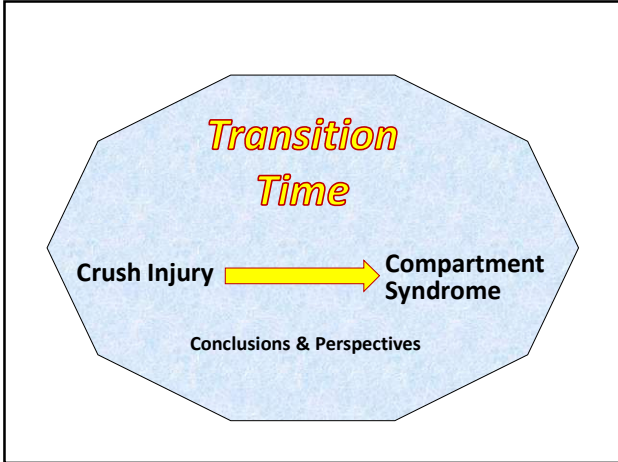 Transition
Time
Crush Injury
Compartment
Syndrome
Conclusions & Perspectives